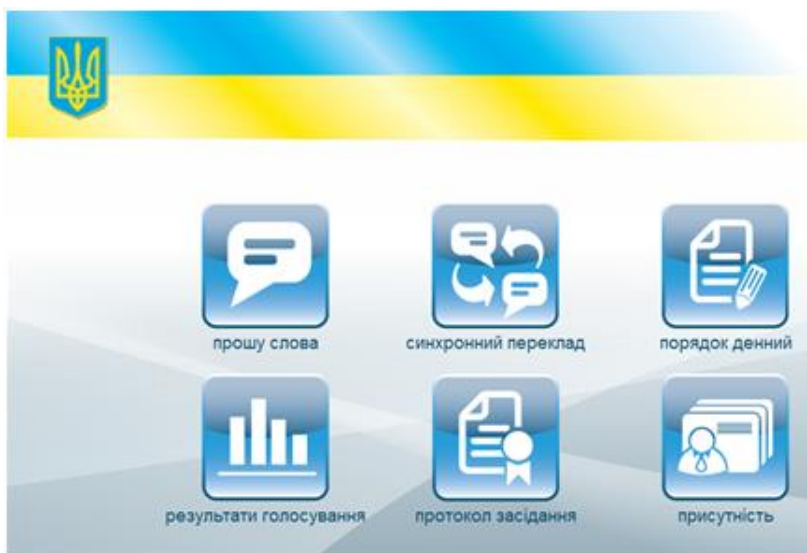 прошу слова
синхронний переклад
порядок денний
результати голосування
протокол засідання
присутність